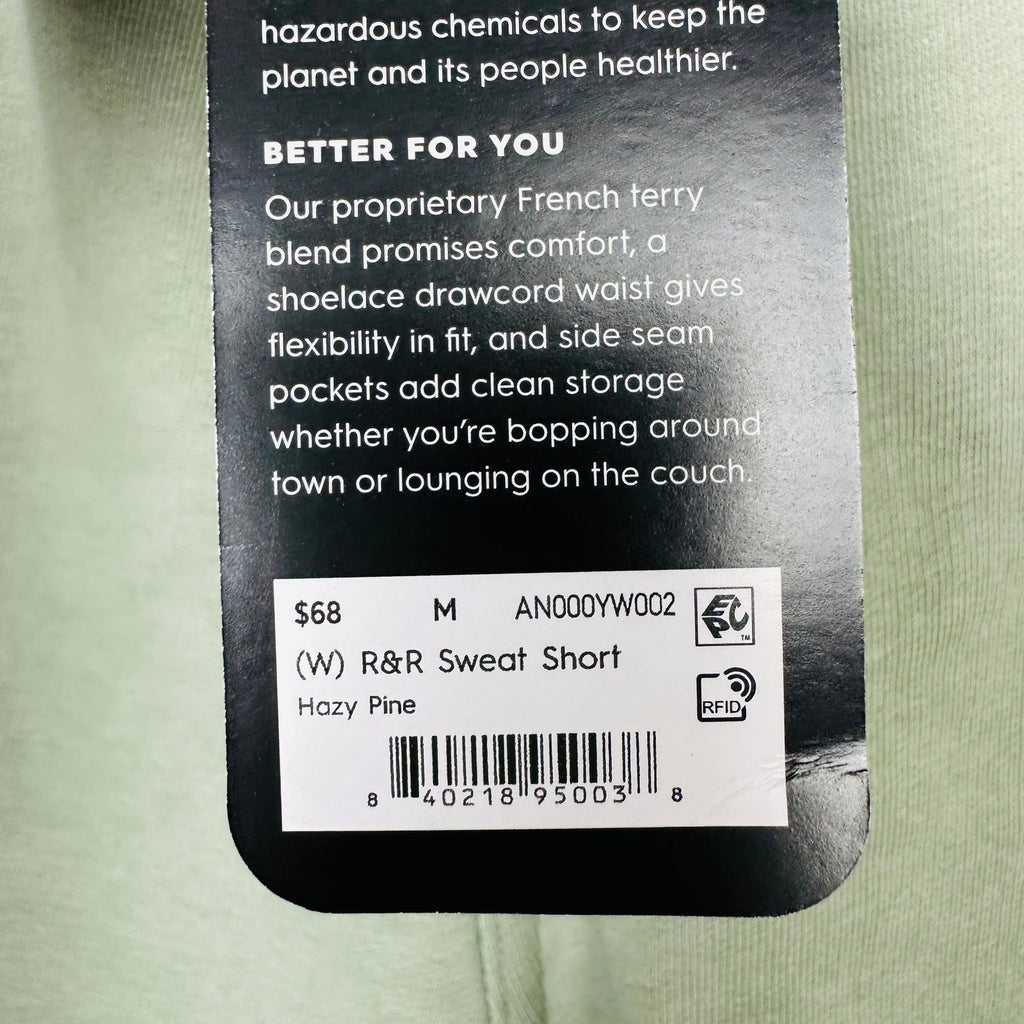 hazardous chemicals to keep the
planet and its people healthier.
BETTER FOR YOU
Our proprietary French terry
blend promises comfort, a
shoelace drawcord waist gives
flexibility in fit, and side seam
pockets add clean storage
whether you're bopping around
town or lounging on the couch.
$68 M AN000YW002
EPC TM
(W) R&R Sweat Short
Hazy Pine
RFID
8 40218 95003 8